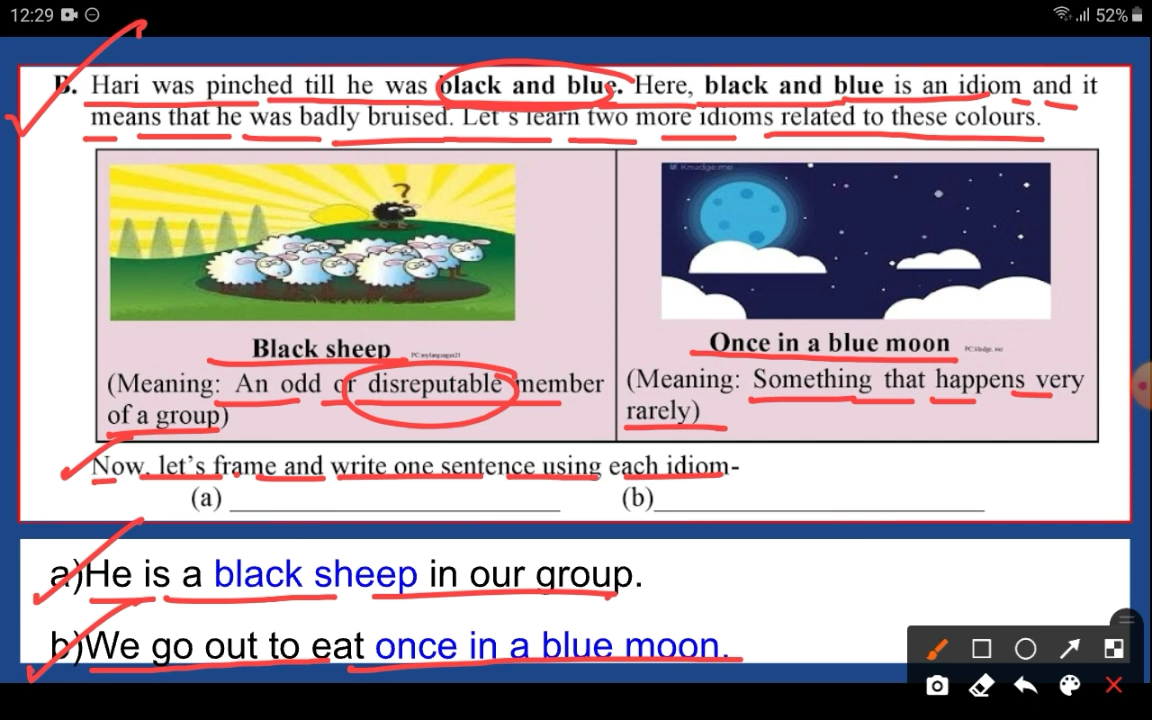 12:29
52%
B. Hari was pinched till he was black and blue. Here, black and blue is an idiom and it
means that he was badly bruised. Let's learn two more idioms related to these colours.
?
Knudge.me
Black sheep
PC:mylanguages21
(Meaning: An odd or disreputable member
of a group)
Once in a blue moon
(Meaning: Something that happens very
rarely)
Now, let's frame and write one sentence using each idiom-
(a) ____________________ (b)____________________
a)He is a black sheep in our group.
b)We go out to eat once in a blue moon.